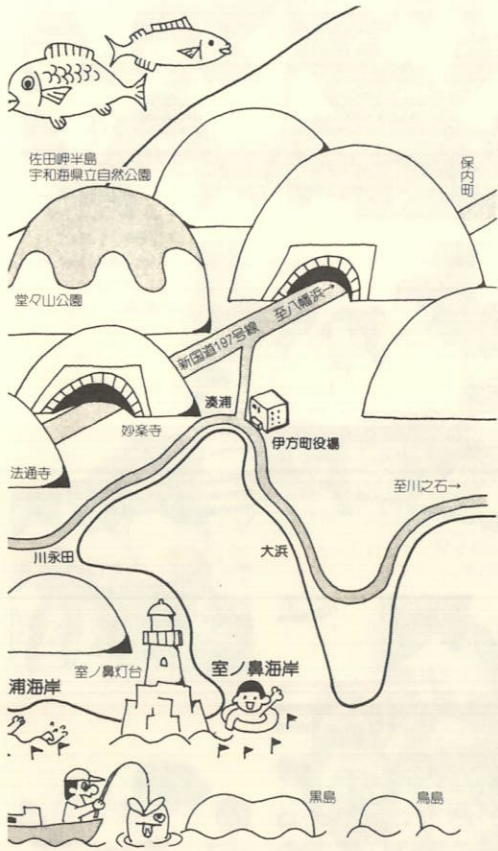 佐田岬半島
宇和海県立自然公園
保内町
堂々山公園
新国道197号線
至八幡浜→
湊浦
妙楽寺
伊方町役場
法通寺
至川之石→
川永田
大浜
室ノ鼻灯台
室ノ鼻海岸
浦海岸
黒島
烏島